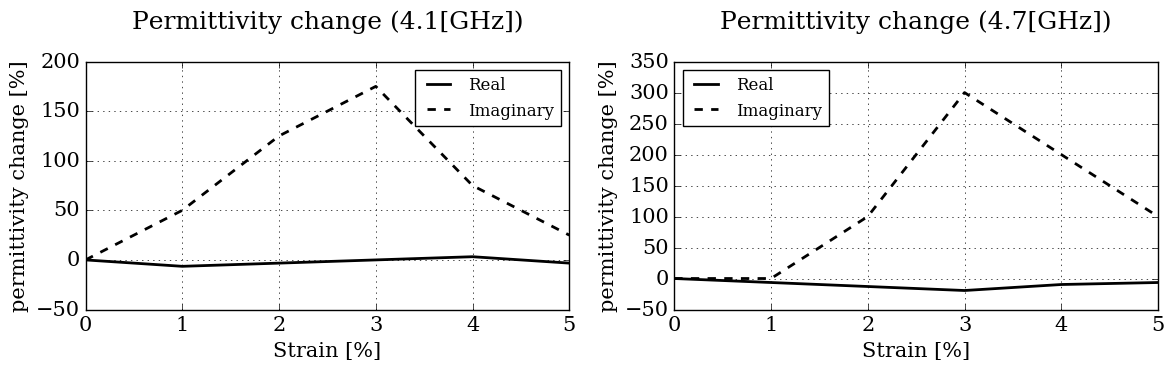 Permittivity change (4.1[GHz])
permittivity change [%]
200
150
100
50
0
−50
Real
Imaginary
0 1 2 3 4 5
Strain [%]
Permittivity change (4.7[GHz])
permittivity change [%]
350
300
250
200
150
100
50
0
−50
Real
Imaginary
0 1 2 3 4 5
Strain [%]